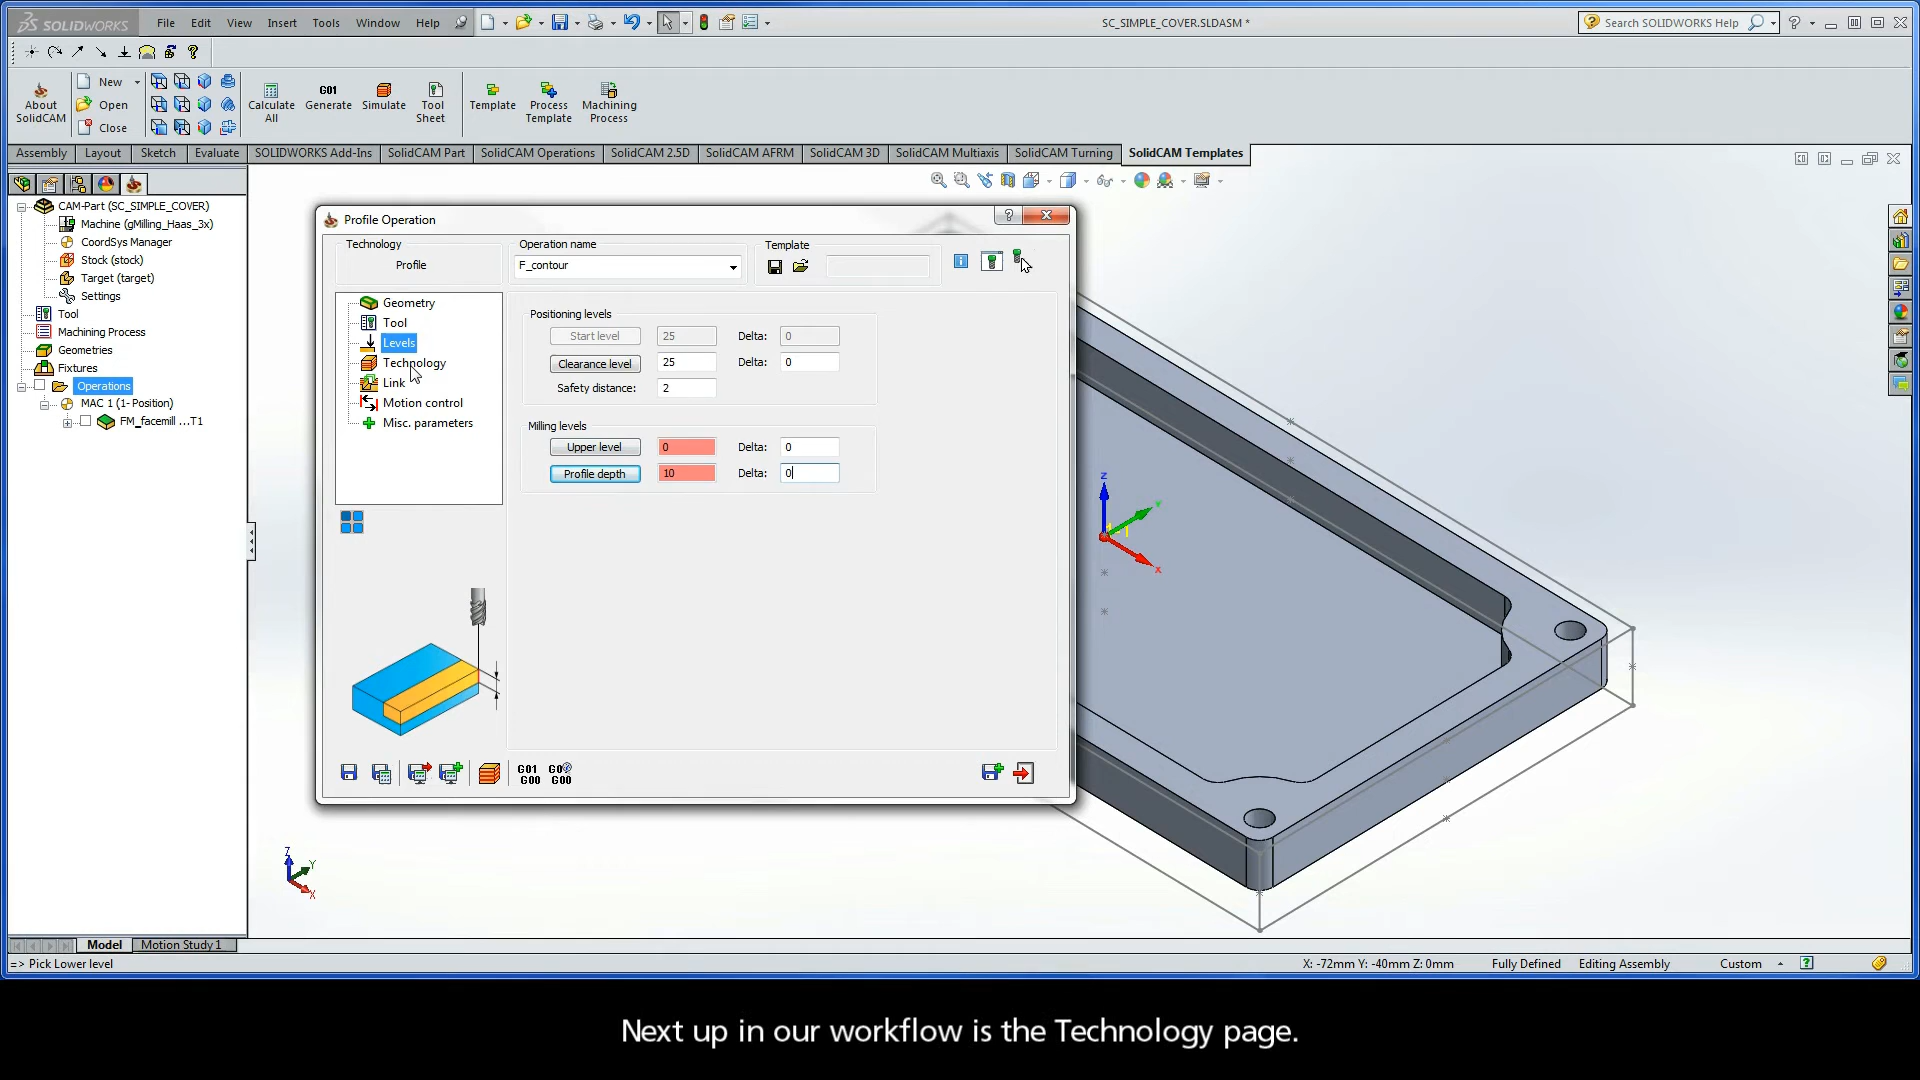 SOLIDWORKS File Edit View Insert Tools Window Help SC_SIMPLE_COVER.SLDASM * Search SOLIDWORKS Help
About SolidCAM New Open Close Calculate All G01 Generate Simulate Tool Sheet Template Process Template Machining Process
Assembly Layout Sketch Evaluate SOLIDWORKS Add-Ins SolidCAM Part SolidCAM Operations SolidCAM 2.5D SolidCAM AFRM SolidCAM 3D SolidCAM Multiaxis SolidCAM Turning SolidCAM Templates
CAM-Part (SC_SIMPLE_COVER)
Machine (gMilling_Haas_3x)
CoordSys Manager
Stock (stock)
Target (target)
Settings
Tool
Machining Process
Geometries
Fixtures
Operations
MAC 1 (1- Position)
FM_facemill ...T1
Profile Operation
Technology
Profile
Operation name
F_contour
Template
Geometry
Tool
Levels
Technology
Link
Motion control
Misc. parameters
Positioning levels
Start level 25 Delta: 0
Clearance level 25 Delta: 0
Safety distance: 2
Milling levels
Upper level 0 Delta: 0
Profile depth 10 Delta: 0
G01 G00
Z
Y
X
Z
Y
X
Model Motion Study 1
=> Pick Lower level X: -72mm Y: -40mm Z: 0mm Fully Defined Editing Assembly Custom
Next up in our workflow is the Technology page.